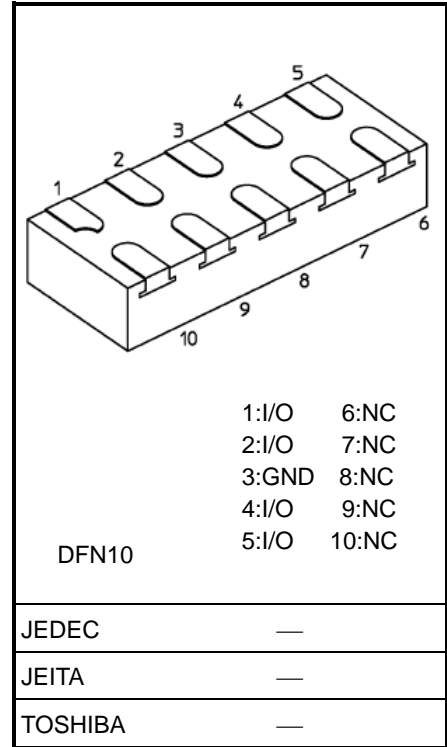 5
4
3
2
1
6
7
8
9
10
1:I/O 6:NC
2:I/O 7:NC
3:GND 8:NC
4:I/O 9:NC
5:I/O 10:NC
DFN10
JEDEC —
JEITA —
TOSHIBA —